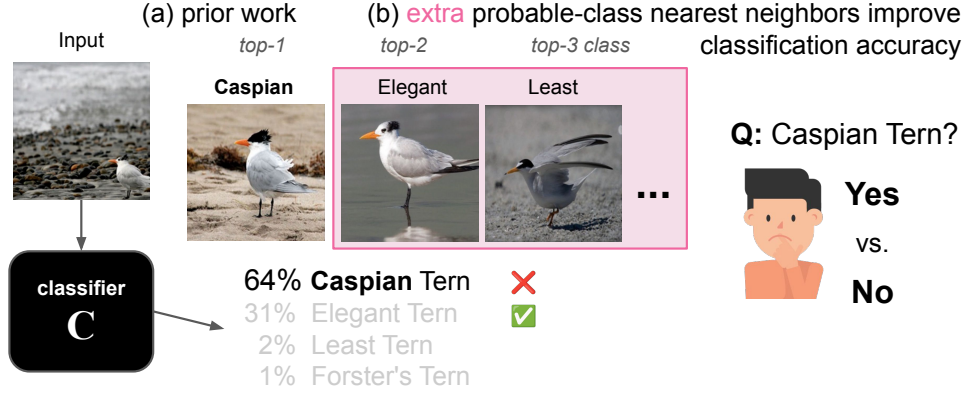 (a) prior work
(b) extra probable-class nearest neighbors improve
classification accuracy
Input
top-1
top-2
top-3 class
Caspian
Elegant
Least
...
Q: Caspian Tern?
Yes
vs.
No
classifier
C
64% Caspian Tern ❌
31% Elegant Tern ✅
2% Least Tern
1% Forster's Tern